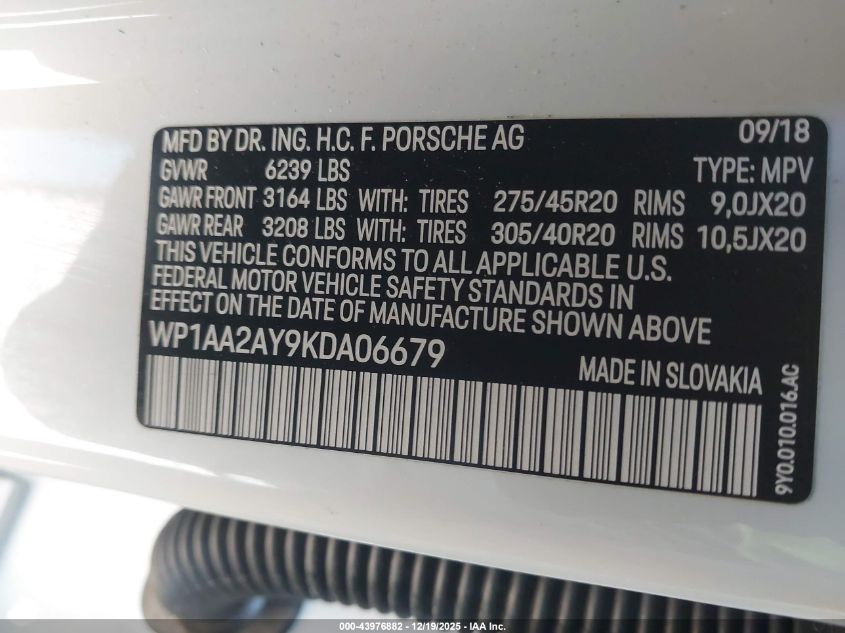 MFD BY DR. ING. H.C. F. PORSCHE AG 09/18
GVWR 6239 LBS TYPE: MPV
GAWR FRONT 3164 LBS WITH: TIRES 275/45R20 RIMS 9,0JX20
GAWR REAR 3208 LBS WITH: TIRES 305/40R20 RIMS 10,5JX20
THIS VEHICLE CONFORMS TO ALL APPLICABLE U.S.
FEDERAL MOTOR VEHICLE SAFETY STANDARDS IN
EFFECT ON THE DATE OF MANUFACTURE SHOWN ABOVE
WP1AA2AY9KDA06679
MADE IN SLOVAKIA
9Y0.010.016.AC
000-43976882 - 12/19/2025 - IAA Inc.